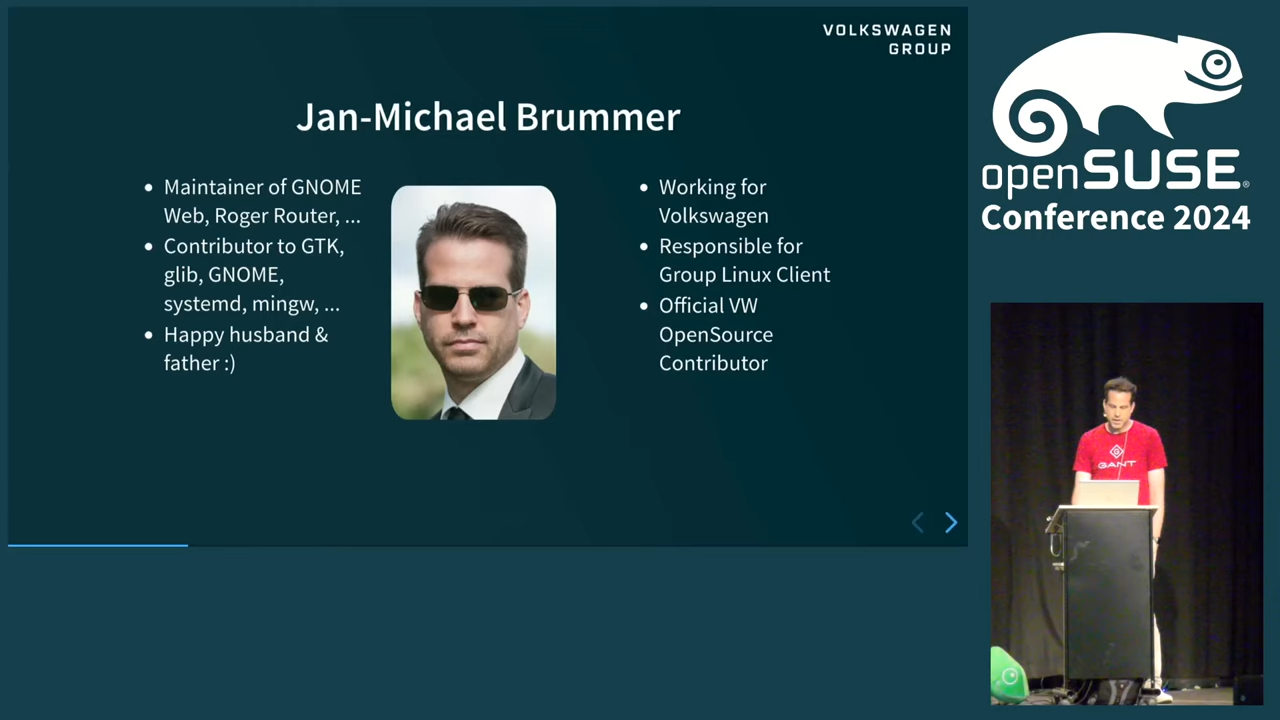 VOLKSWAGEN
GROUP
Jan-Michael Brummer
• Maintainer of GNOME
Web, Roger Router, ...
• Contributor to GTK,
glib, GNOME,
systemd, mingw, ...
• Happy husband &
father :)
• Working for
Volkswagen
• Responsible for
Group Linux Client
• Official VW
OpenSource
Contributor
openSUSE®
Conference 2024
GANT